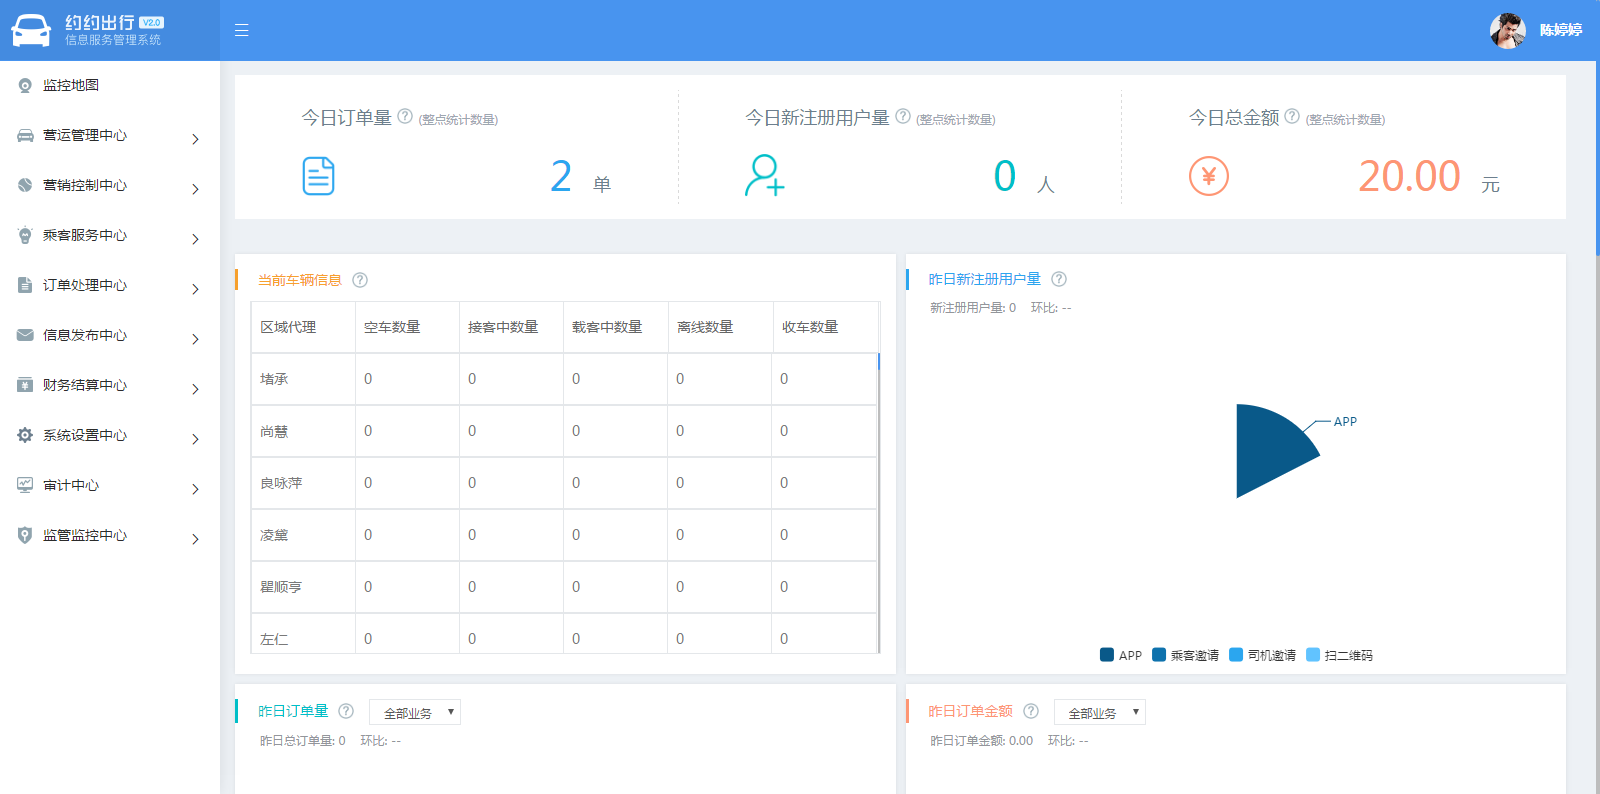 约约出行 V2.0
信息服务管理系统
陈婷婷
监控地图
营运管理中心
营销控制中心
乘客服务中心
订单处理中心
信息发布中心
财务结算中心
系统设置中心
审计中心
监管监控中心
今日订单量 ? (整点统计数量)
2 单
今日新注册用户量 ? (整点统计数量)
0 人
今日总金额 ? (整点统计数量)
¥ 20.00 元
当前车辆信息 ?
区域代理 空车数量 接客中数量 载客中数量 离线数量 收车数量
堵承 0 0 0 0 0
尚慧 0 0 0 0 0
良咏萍 0 0 0 0 0
凌黛 0 0 0 0 0
瞿顺亨 0 0 0 0 0
左仁 0 0 0 0 0
昨日新注册用户量 ?
新注册用户量: 0 环比: --
APP
APP 乘客邀请 司机邀请 扫二维码
昨日订单量 ? 全部业务
昨日总订单量: 0 环比: --
昨日订单金额 ? 全部业务
昨日订单金额: 0.00 环比: --